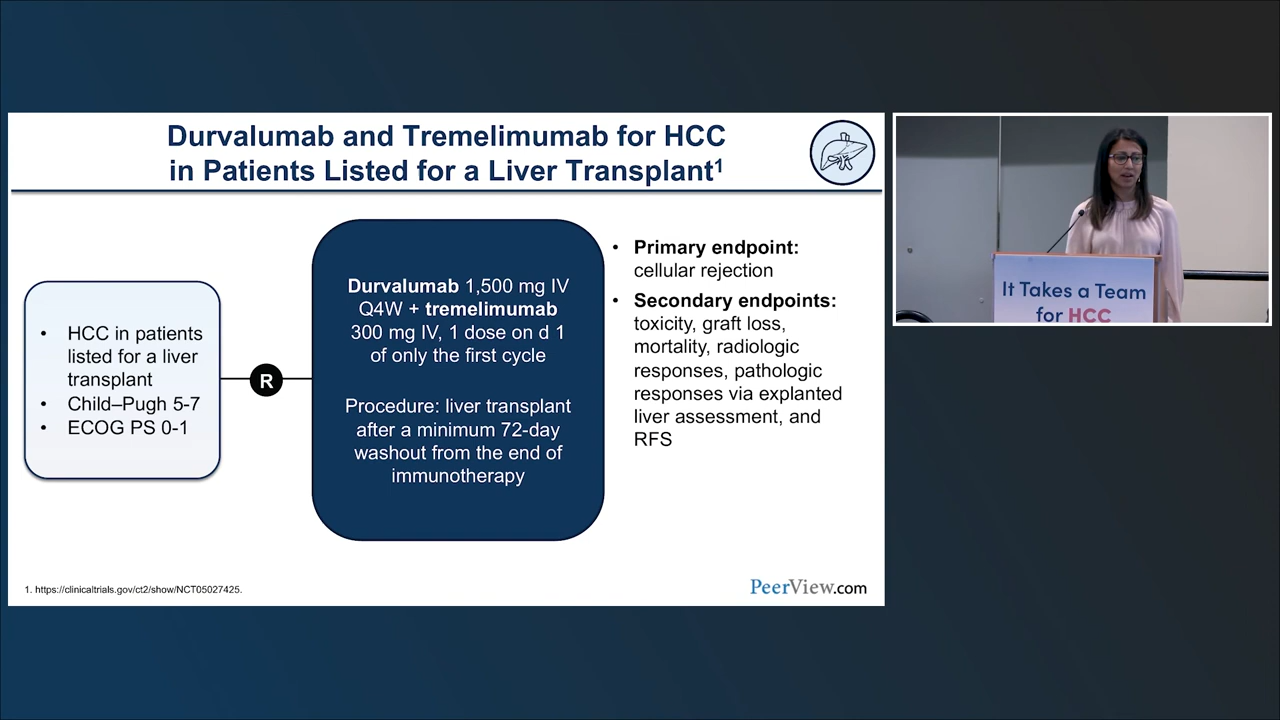 Durvalumab and Tremelimumab for HCC
in Patients Listed for a Liver Transplant1
• HCC in patients
listed for a liver
transplant
• Child–Pugh 5-7
• ECOG PS 0-1
R
Durvalumab 1,500 mg IV
Q4W + tremelimumab
300 mg IV, 1 dose on d 1
of only the first cycle
Procedure: liver transplant
after a minimum 72-day
washout from the end of
immunotherapy
• Primary endpoint:
cellular rejection
• Secondary endpoints:
toxicity, graft loss,
mortality, radiologic
responses, pathologic
responses via explanted
liver assessment, and
RFS
1. https://clinicaltrials.gov/ct2/show/NCT05027425.
PeerView.com
It Takes a Team
for HCC